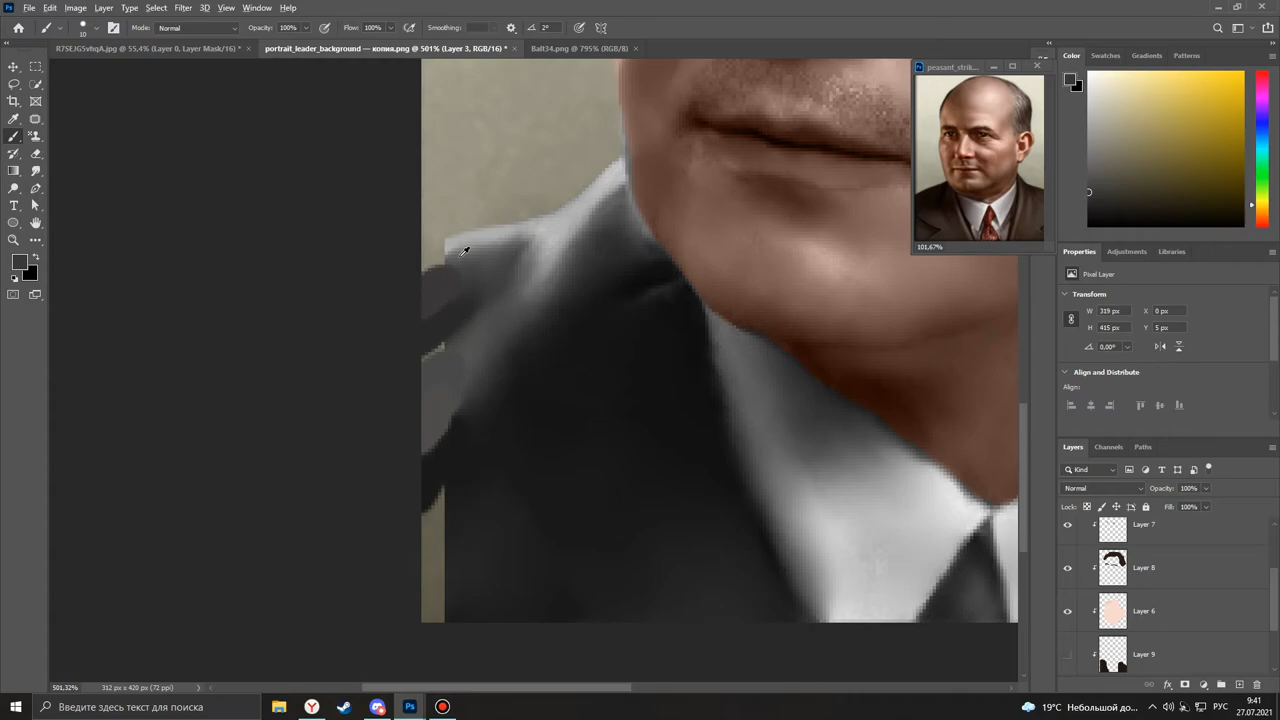 Ps File Edit Image Layer Type Select Filter 3D View Plugins Window Help
10 Mode: Normal Opacity: 100% Flow: 100% Smoothing: 2°
R7SEJG5vhqA.jpg @ 55,4% (Layer 0, Layer Mask/16) * × portrait_leader_background — копия.png @ 501% (Layer 3, RGB/16) * × Balt34.png @ 795% (RGB/8) ×
Color Swatches Gradients Patterns
Ps peasant_strik...
101,67%
Properties Adjustments Libraries
Pixel Layer
Transform
W 319 px X 0 px
H 415 px Y 5 px
0,00°
Align and Distribute
Align:
Layers Channels Paths
Kind
Normal Opacity: 100%
Lock: Fill: 100%
Layer 7
Layer 8
Layer 6
Layer 9
501,32% 312 px x 420 px (72 ppi)
Введите здесь текст для поиска
19°C Небольшой до... РУС 9:41
27.07.2021